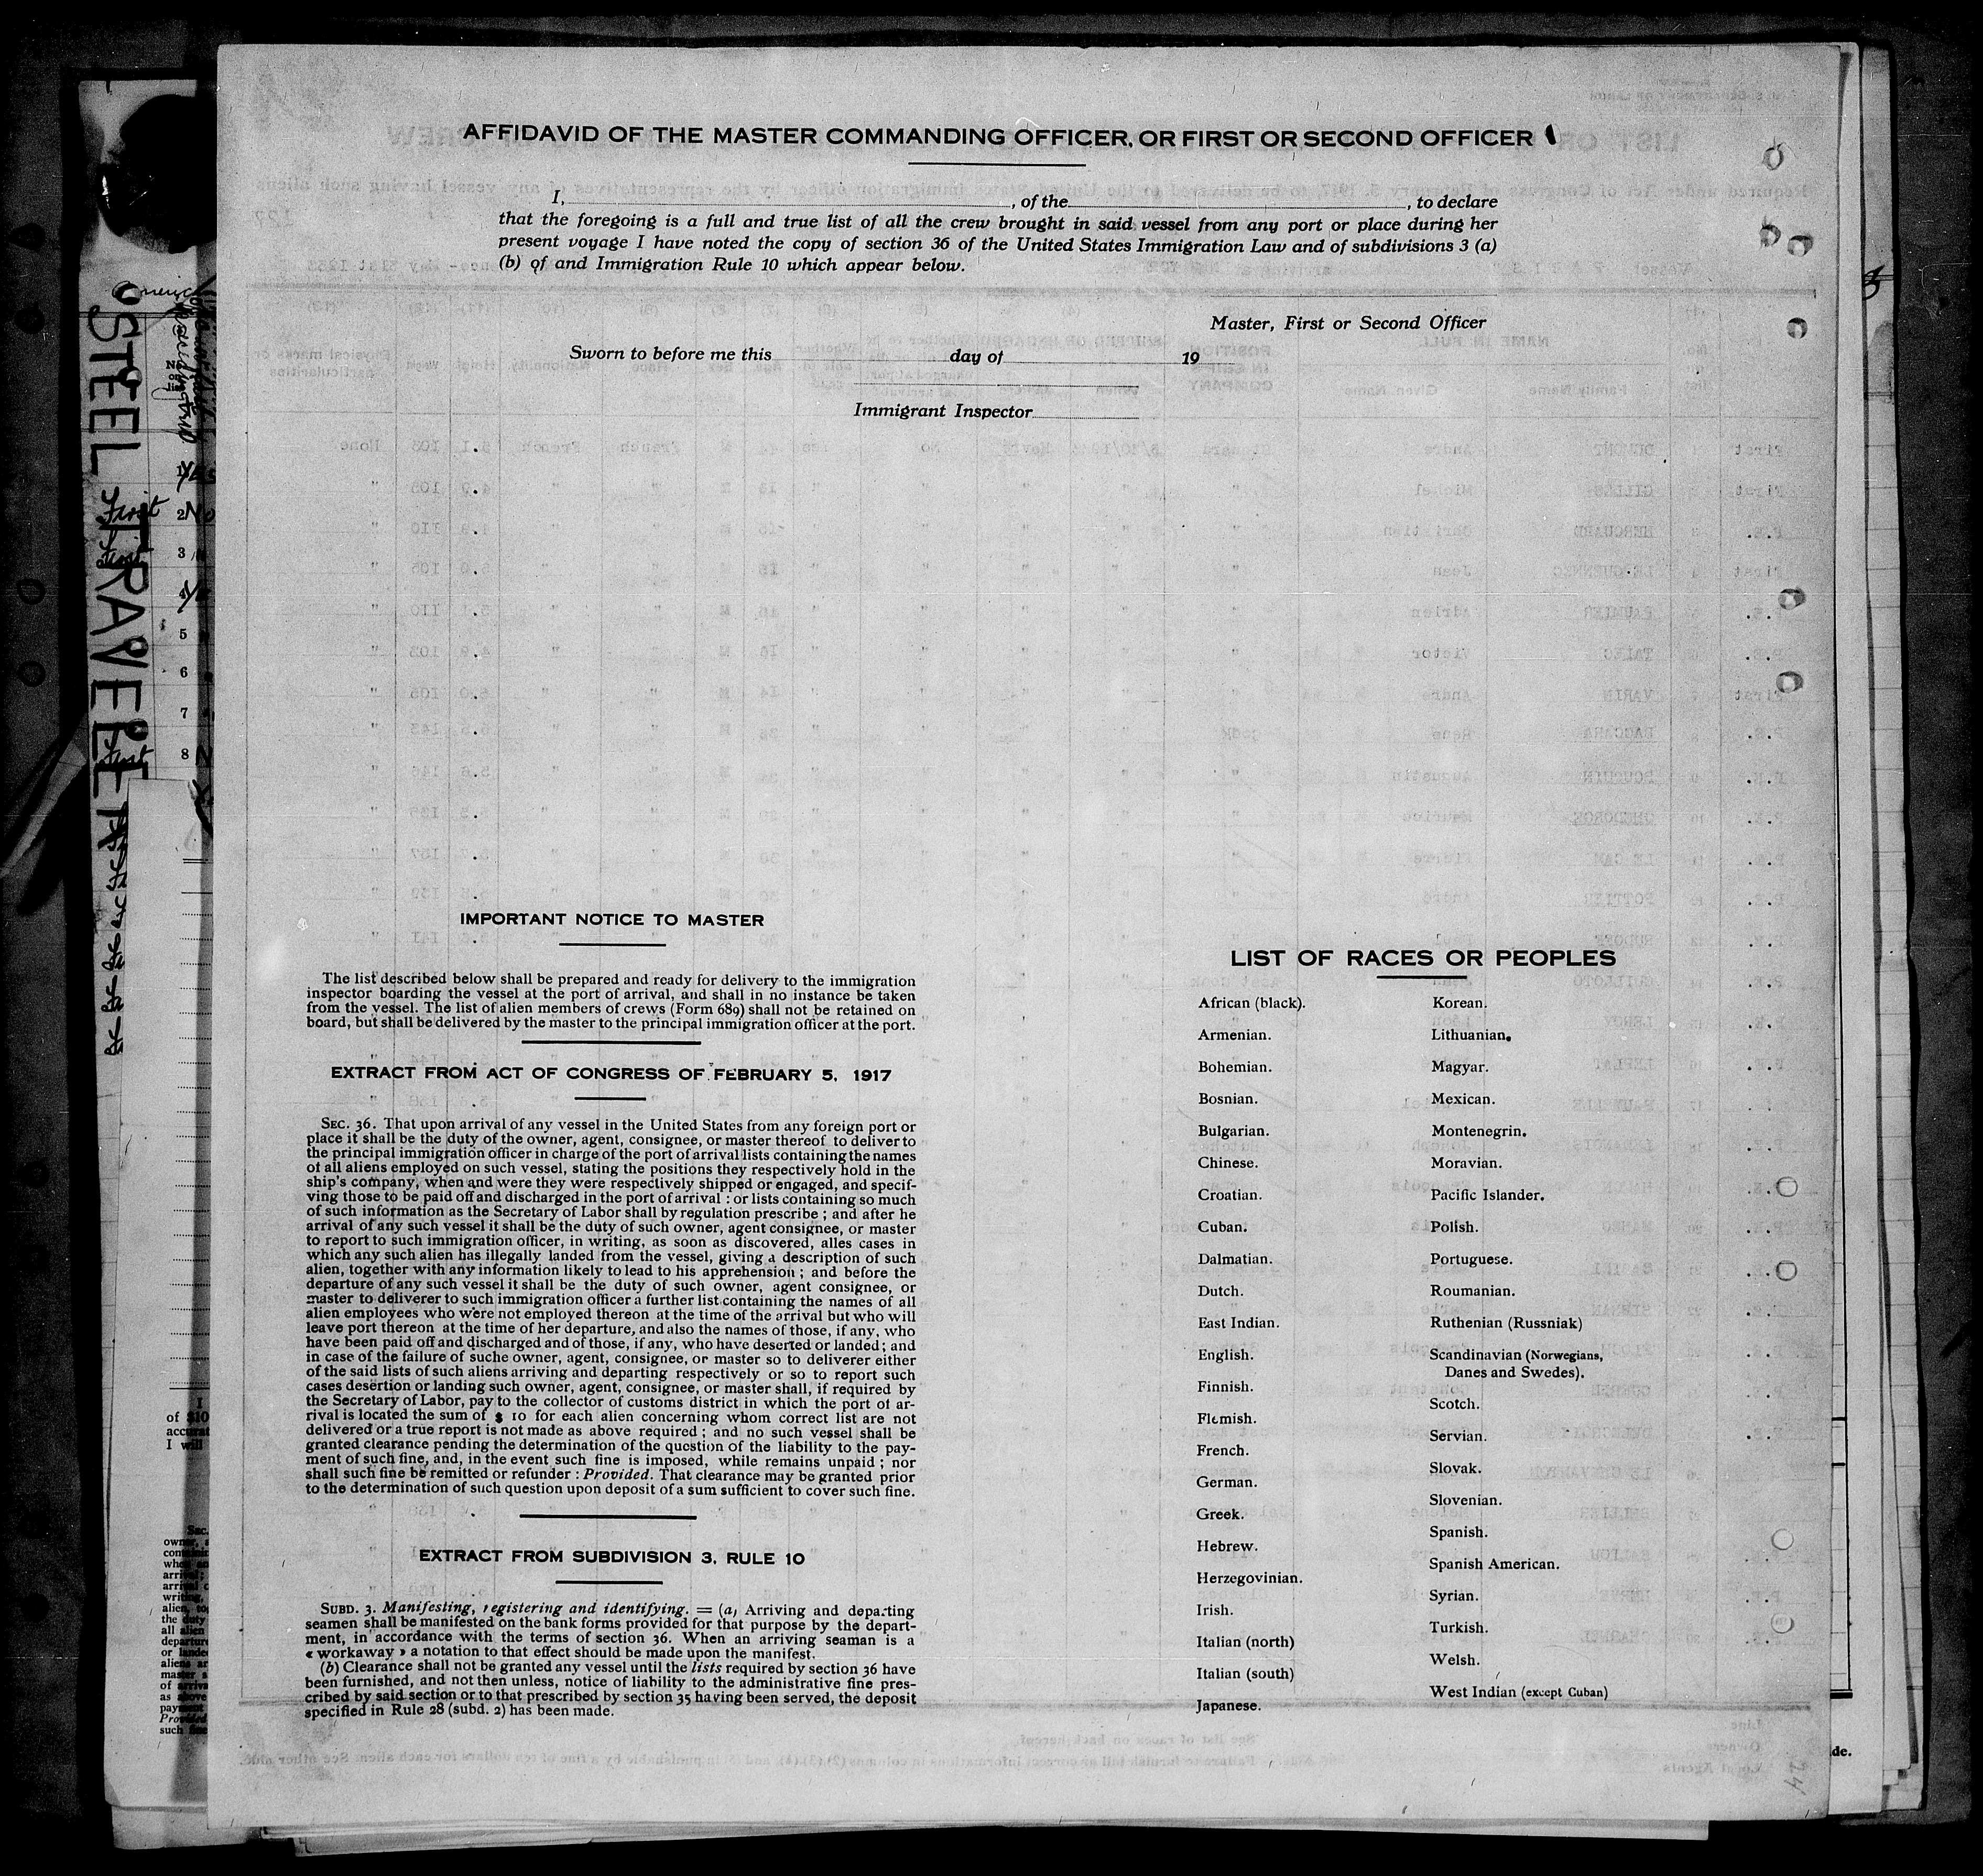 AFFIDAVID OF THE MASTER COMMANDING OFFICER, OR FIRST OR SECOND OFFICER
I, , of the , to declare
that the foregoing is a full and true list of all the crew brought in said vessel from any port or place during her
present voyage I have noted the copy of section 36 of the United States Immigration Law and of subdivisions 3 (a)
(b) of and Immigration Rule 10 which appear below.
Master, First or Second Officer
Sworn to before me this day of 19
Immigrant Inspector
IMPORTANT NOTICE TO MASTER
The list described below shall be prepared and ready for delivery to the immigration
inspector boarding the vessel at the port of arrival, and shall in no instance be taken
from the vessel. The list of alien members of crews (Form 689) shall not be retained on
board, but shall be delivered by the master to the principal immigration officer at the port.
EXTRACT FROM ACT OF CONGRESS OF FEBRUARY 5, 1917
SEC. 36. That upon arrival of any vessel in the United States from any foreign port or
place it shall be the duty of the owner, agent, consignee, or master thereof to deliver to
the principal immigration officer in charge of the port of arrival lists containing the names
of all aliens employed on such vessel, stating the positions they respectively hold in the
ship's company, when and were they were respectively shipped or engaged, and specif-
ving those to be paid off and discharged in the port of arrival : or lists containing so much
of such information as the Secretary of Labor shall by regulation prescribe ; and after he
arrival of any such vessel it shall be the duty of such owner, agent consignee, or master
to report to such immigration officer, in writing, as soon as discovered, alles cases in
which any such alien has illegally landed from the vessel, giving a description of such
alien, together with any information likely to lead to his apprehension ; and before the
departure of any such vessel it shall be the duty of such owner, agent consignee, or
master to deliverer to such immigration officer a further list containing the names of all
alien employees who were not employed thereon at the time of the arrival but who will
leave port thereon at the time of her departure, and also the names of those, if any, who
have been paid off and discharged and of those, if any, who have deserted or landed ; and
in case of the failure of suche owner, agent, consignee, or master so to deliverer either
of the said lists of such aliens arriving and departing respectively or so to report such
cases desertion or landing such owner, agent, consignee, or master shall, if required by
the Secretary of Labor, pay to the collector of customs district in which the port of ar-
rival is located the sum of $ 10 for each alien concerning whom correct list are not
delivered or a true report is not made as above required ; and no such vessel shall be
granted clearance pending the determination of the question of the liability to the pay-
ment of such fine, and, in the event such fine is imposed, while remains unpaid ; nor
shall such fine be remitted or refunder : Provided. That clearance may be granted prior
to the determination of such question upon deposit of a sum sufficient to cover such fine.
EXTRACT FROM SUBDIVISION 3, RULE 10
SUBD. 3. Manifesting, registering and identifying. = (a) Arriving and departing
seamen shall be manifested on the bank forms provided for that purpose by the depart-
ment, in accordance with the terms of section 36. When an arriving seaman is a
« workaway » a notation to that effect should be made upon the manifest.
(b) Clearance shall not be granted any vessel until the lists required by section 36 have
been furnished, and not then unless, notice of liability to the administrative fine pres-
cribed by said section or to that prescribed by section 35 having been served, the deposit
specified in Rule 28 (subd. 2) has been made.
LIST OF RACES OR PEOPLES
African (black).
Armenian.
Bohemian.
Bosnian.
Bulgarian.
Chinese.
Croatian.
Cuban.
Dalmatian.
Dutch.
East Indian.
English.
Finnish.
Flemish.
French.
German.
Greek.
Hebrew.
Herzegovinian.
Irish.
Italian (north)
Italian (south)
Japanese.
Korean.
Lithuanian.
Magyar.
Mexican.
Montenegrin.
Moravian.
Pacific Islander.
Polish.
Portuguese.
Roumanian.
Ruthenian (Russniak)
Scandinavian (Norwegians,
Danes and Swedes).
Scotch.
Servian.
Slovak.
Slovenian.
Spanish.
Spanish American.
Syrian.
Turkish.
Welsh.
West Indian (except Cuban)
STEEL TRAVELER